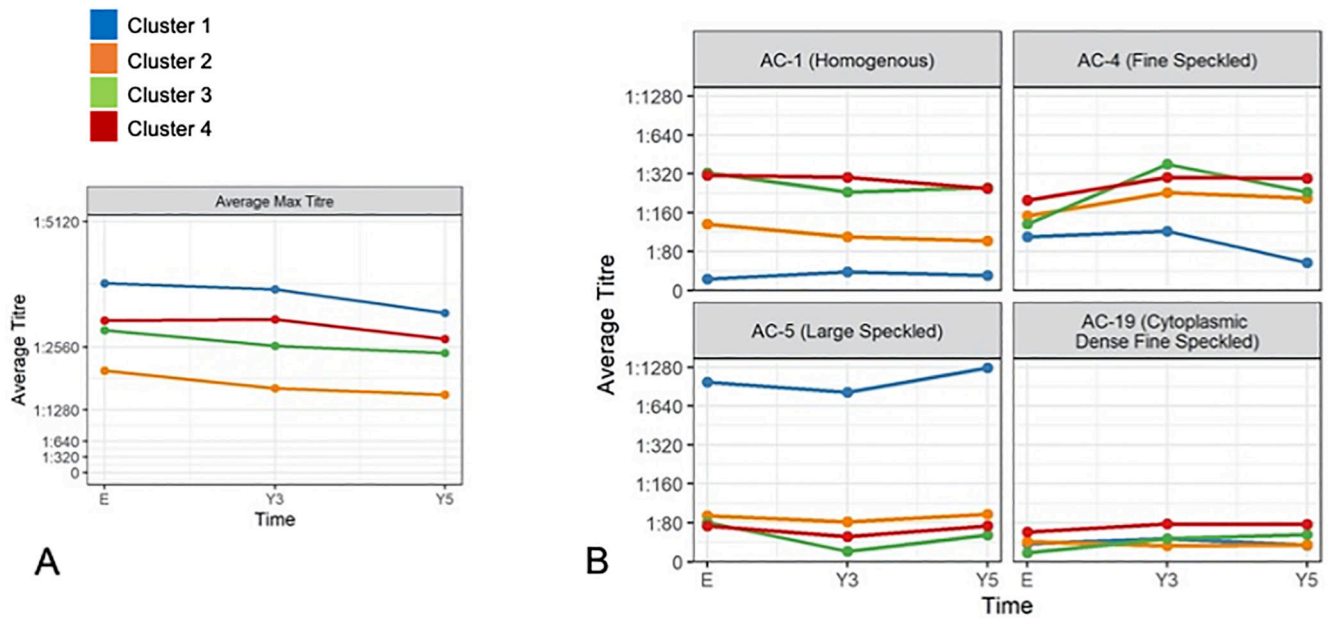 Cluster 1
Cluster 2
Cluster 3
Cluster 4
Average Max Titre
Average Titre
1:5120
1:2560
1:1280
1:640
1:320
0
E
Y3
Y5
Time
A
AC-1 (Homogenous)
AC-4 (Fine Speckled)
Average Titre
1:1280
1:640
1:320
1:160
1:80
0
AC-5 (Large Speckled)
AC-19 (Cytoplasmic
Dense Fine Speckled)
1:1280
1:640
1:320
1:160
1:80
0
E
Y3
Y5
E
Y3
Y5
Time
B